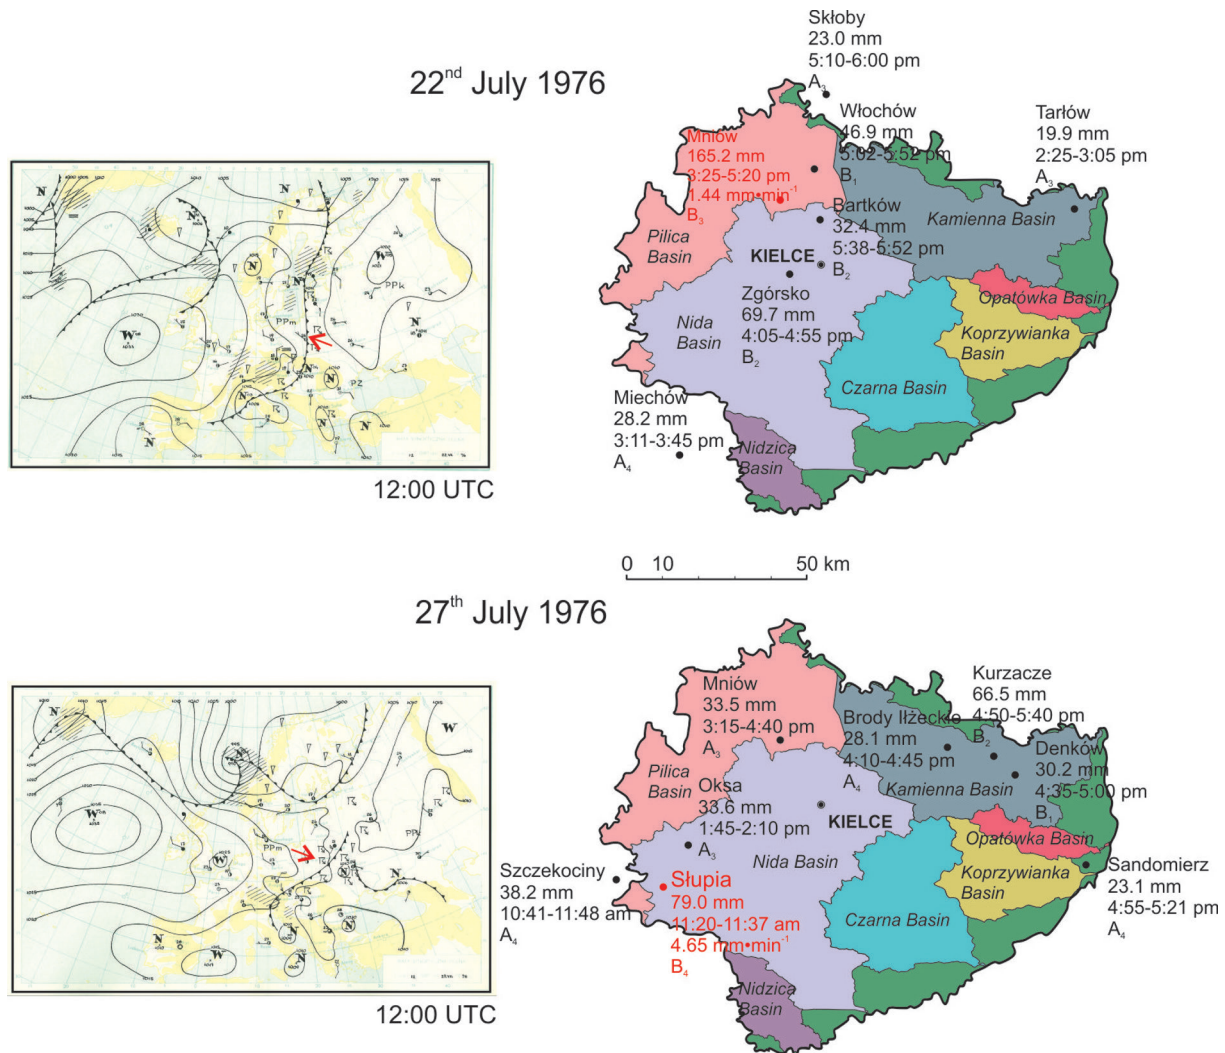 22nd July 1976
12:00 UTC
Skłoby
23.0 mm
5:10-6:00 pm
A3
Włochów
46.9 mm
5:02-5:52 pm
B1
Tarłów
19.9 mm
2:25-3:05 pm
A3
Mniów
165.2 mm
3:25-5:20 pm
1.44 mm·min-1
B3
Bartków
32.4 mm
5:38-5:52 pm
B2
Kamienna Basin
Pilica
Basin
KIELCE
Zgórsko
69.7 mm
4:05-4:55 pm
B2
Nida
Basin
Opatówka Basin
Koprzywianka
Basin
Czarna Basin
Miechów
28.2 mm
3:11-3:45 pm
A4
Nidzica
Basin
0 10 50 km
27th July 1976
12:00 UTC
Mniów
33.5 mm
3:15-4:40 pm
A3
Kurzacze
66.5 mm
4:50-5:40 pm
B2
Brody Iłżeckie
28.1 mm
4:10-4:45 pm
A4
Denków
30.2 mm
4:35-5:00 pm
B1
Pilica
Basin
Kamienna Basin
Oksa
33.6 mm
1:45-2:10 pm
A3
KIELCE
Nida Basin
Opatówka Basin
Koprzywianka
Basin
Sandomierz
23.1 mm
4:55-5:21 pm
A4
Szczekociny
38.2 mm
10:41-11:48 am
A4
Słupia
79.0 mm
11:20-11:37 am
4.65 mm·min-1
B4
Czarna Basin
Nidzica
Basin